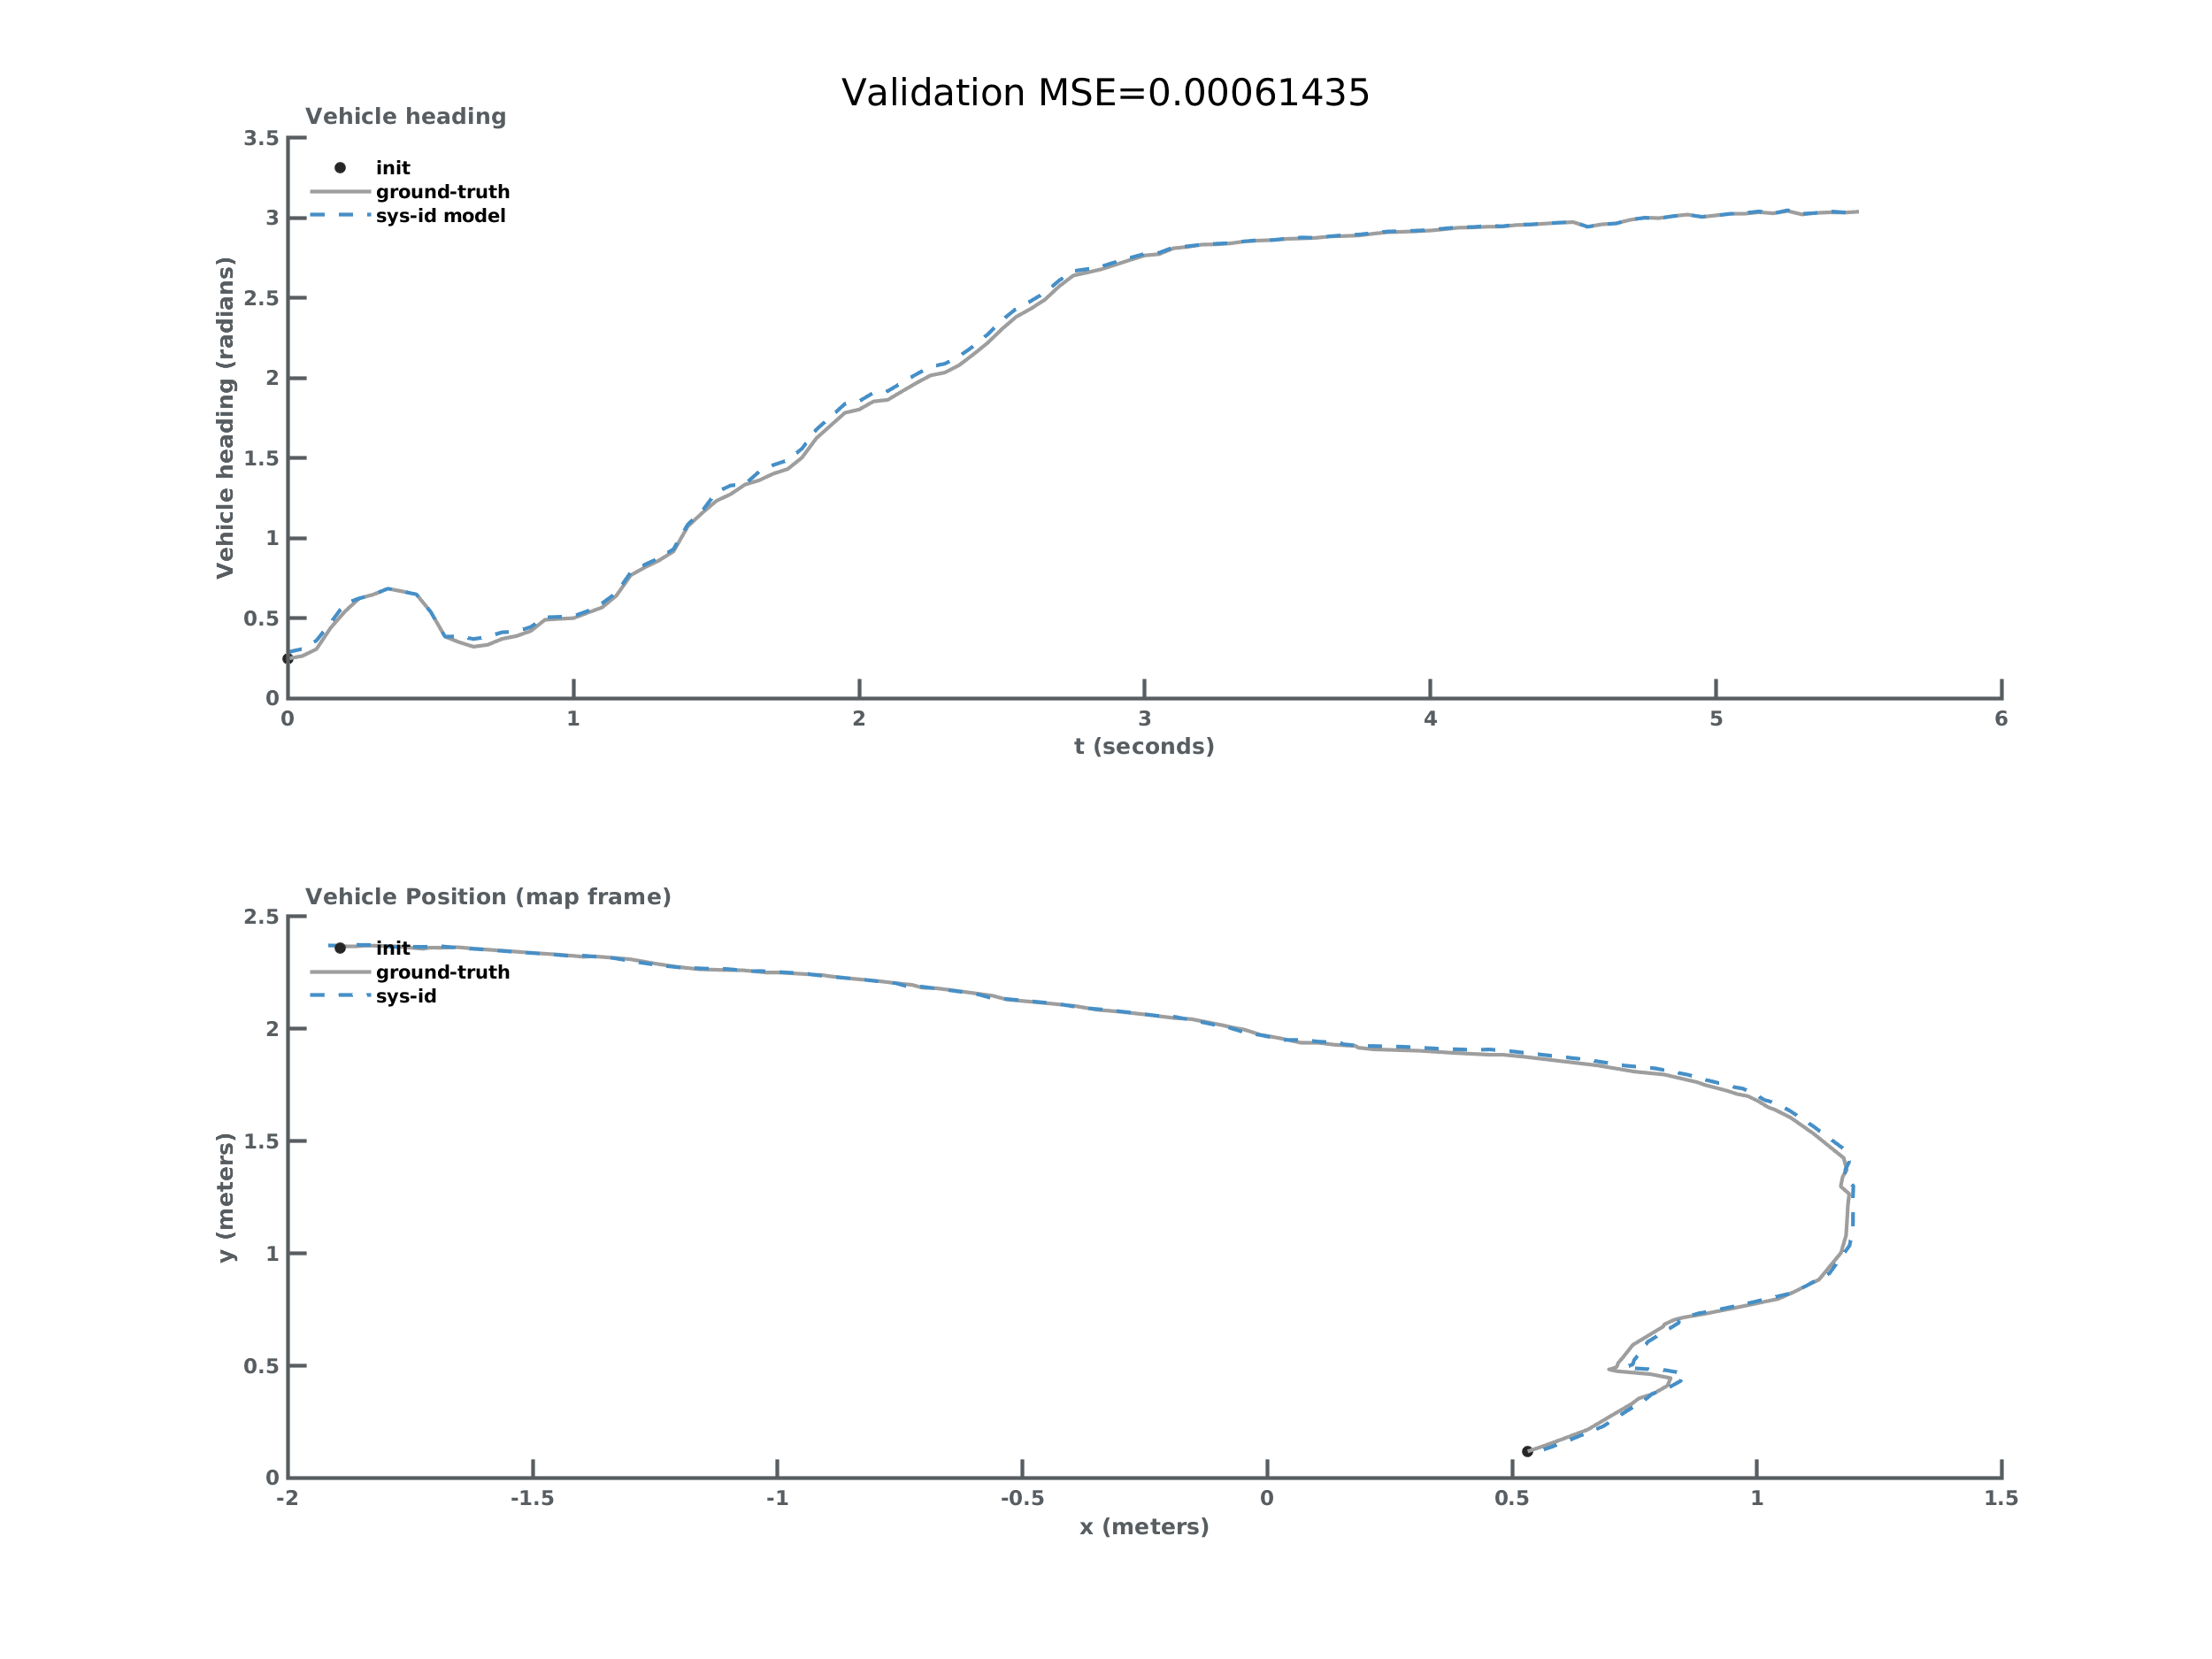 Validation MSE=0.00061435
Vehicle heading
init
ground-truth
sys-id model
Vehicle heading (radians)
3.5
3
2.5
2
1.5
1
0.5
0
0 1 2 3 4 5 6
t (seconds)
Vehicle Position (map frame)
init
ground-truth
sys-id
y (meters)
2.5
2
1.5
1
0.5
0
-2 -1.5 -1 -0.5 0 0.5 1 1.5
x (meters)